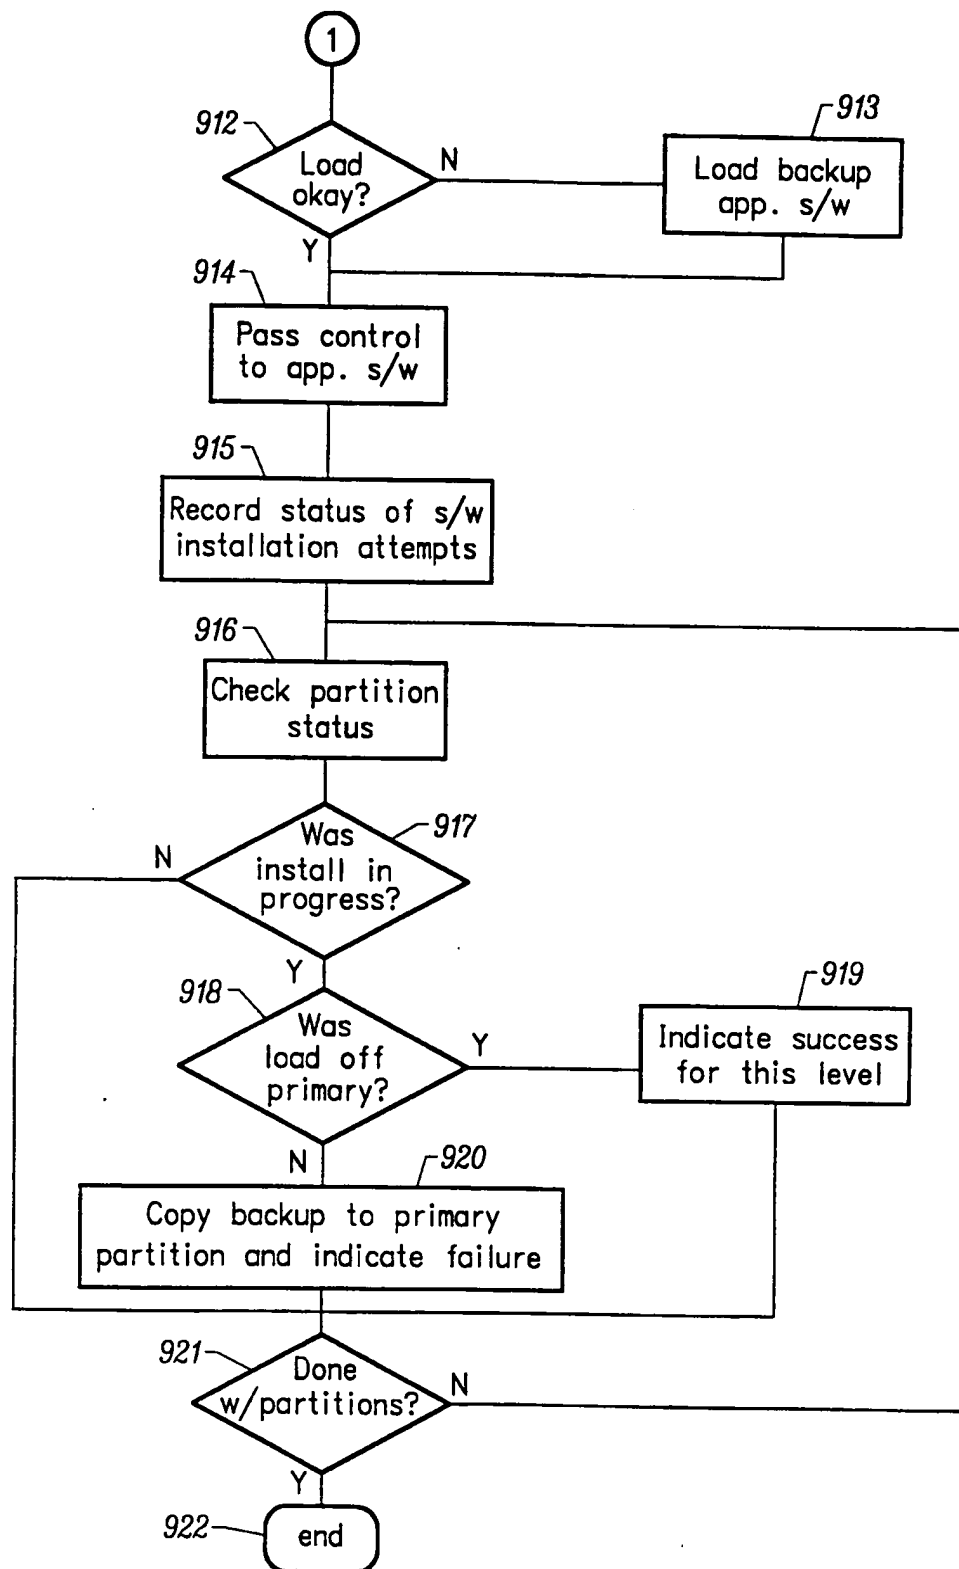 1
912
Load
okay?
N
Y
913
Load backup
app. s/w
914
Pass control
to app. s/w
915
Record status of s/w
installation attempts
916
Check partition
status
917
Was
install in
progress?
N
Y
918
Was
load off
primary?
Y
N
919
Indicate success
for this level
920
Copy backup to primary
partition and indicate failure
921
Done
w/partitions?
N
Y
922
end